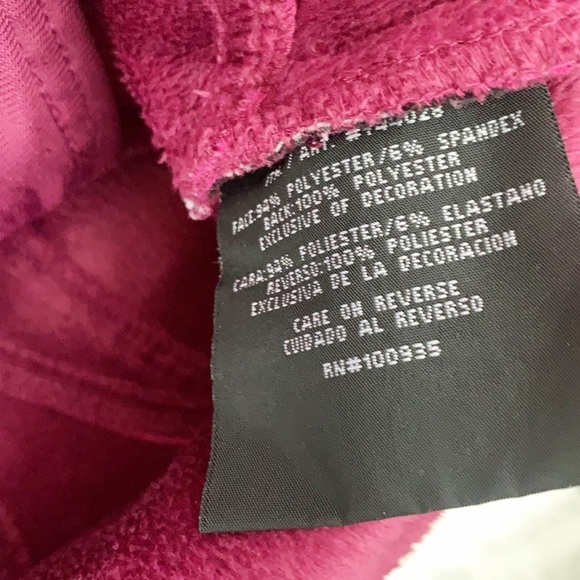 FACE:94% POLYESTER/6% SPANDEX
BACK:100% POLYESTER
EXCLUSIVE OF DECORATION
CARA:94% POLIESTER/6% ELASTANO
REVERSO:100% POLIESTER
EXCLUSIVA DE LA DECORACION
CARE ON REVERSE
CUIDADO AL REVERSO
RN#100935